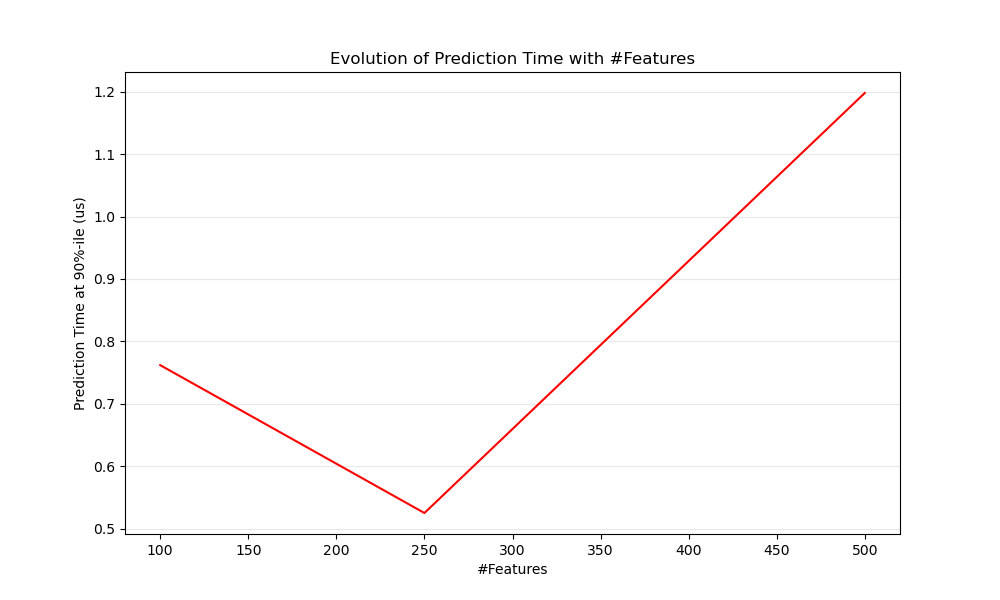 Evolution of Prediction Time with #Features
Prediction Time at 90%-ile (us)
1.2
1.1
1.0
0.9
0.8
0.7
0.6
0.5
100 150 200 250 300 350 400 450 500
#Features